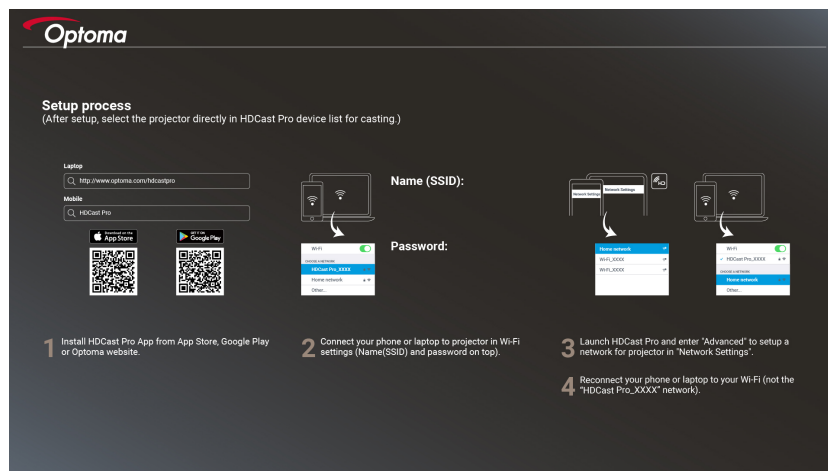 Optoma
Setup process
(After setup, select the projector directly in HDCast Pro device list for casting.)
Laptop
http://www.optoma.com/hdcastpro
Mobile
HDCast Pro
Download on the
App Store
GET IT ON
Google Play
Name (SSID):
Password:
Wi-Fi
CHOOSE A NETWORK
HDCast Pro_XXXX
Home network
Other...
Network Settings
Network Settings
HD
Home network
Wi-Fi_XXXX
Wi-Fi_XXXX
Wi-Fi
HDCast Pro_XXXX
CHOOSE A NETWORK
Home network
Other...
1 Install HDCast Pro App from App Store, Google Play
or Optoma website.
2 Connect your phone or laptop to projector in Wi-Fi
settings (Name(SSID) and password on top).
3 Launch HDCast Pro and enter "Advanced" to setup a
network for projector in "Network Settings".
4 Reconnect your phone or laptop to your Wi-Fi (not the
"HDCast Pro_XXXX" network).